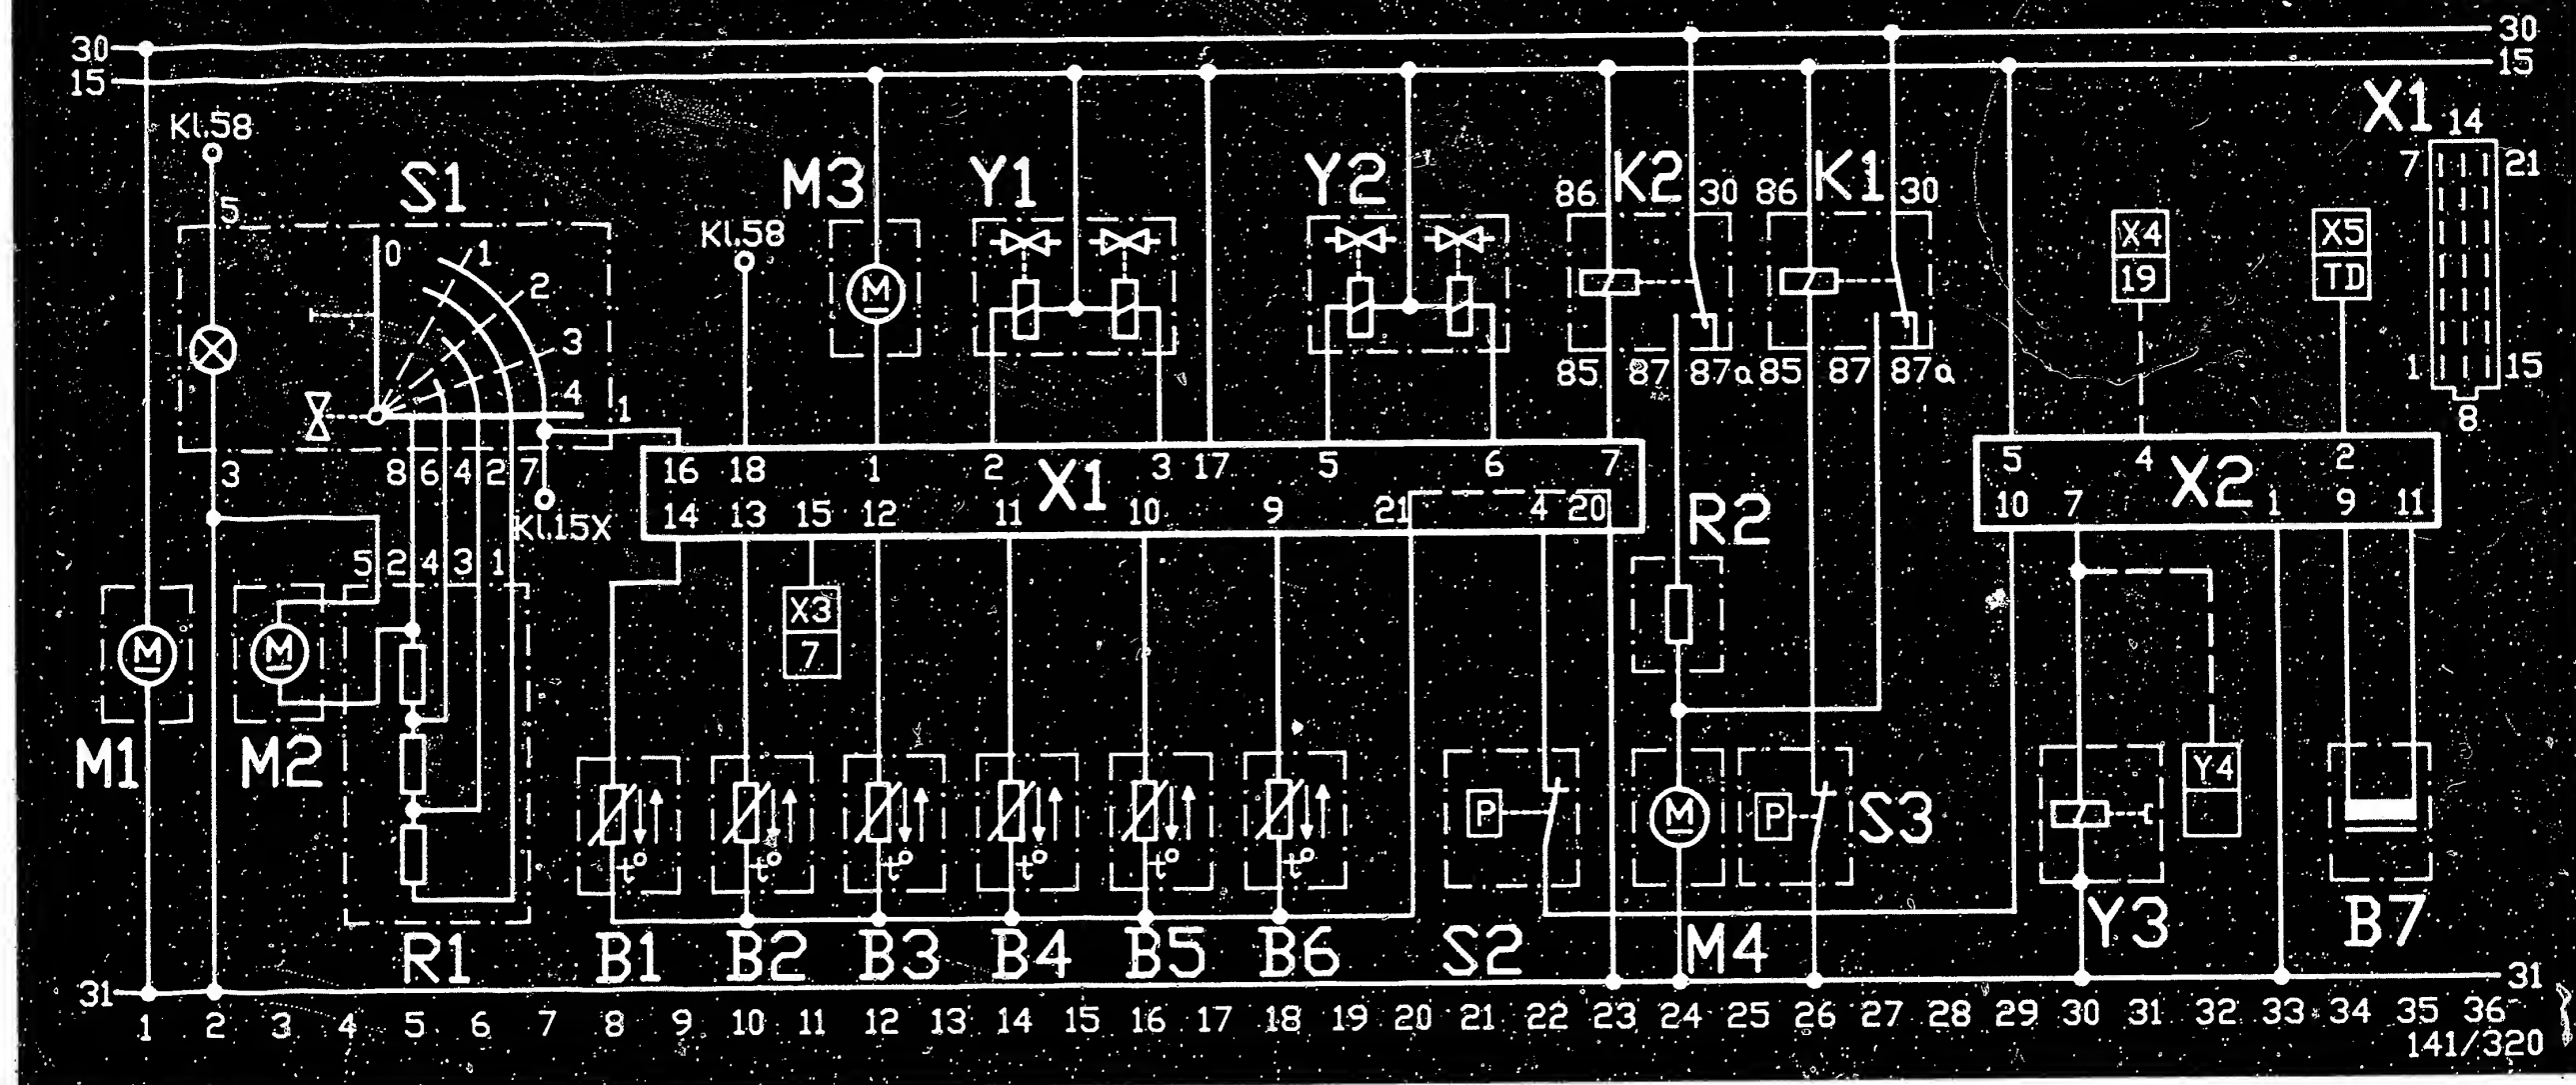 30 30
15 15
X1
Kl.58 14
S1 M3 Y1 Y2 K2 K1 7 21
86 30 86 30
5 Kl.58 X4 X5
0 1 M 19 TD
2
3
4 85 87 87a 85 87 87a 1 15
1 8
3 8 6 4 2 7 16 18 1 2 X1 3 17 5 6 7 5 4 X2 2
Kl.15X 14 13 15 12 11 10 9 21 4 20 R2 10 7 1 9 11
5 2 4 3 1
X3
7
M M
M1 M2
Y4
P M P S3
t° t° t° t° t° t°
R1 B1 B2 B3 B4 B5 B6 S2 M4 Y3 B7
31 31
1 2 3 4 5 6 7 8 9 10 11 12 13 14 15 16 17 18 19 20 21 22 23 24 25 26 27 28 29 30 31 32 33 34 35 36
141/320